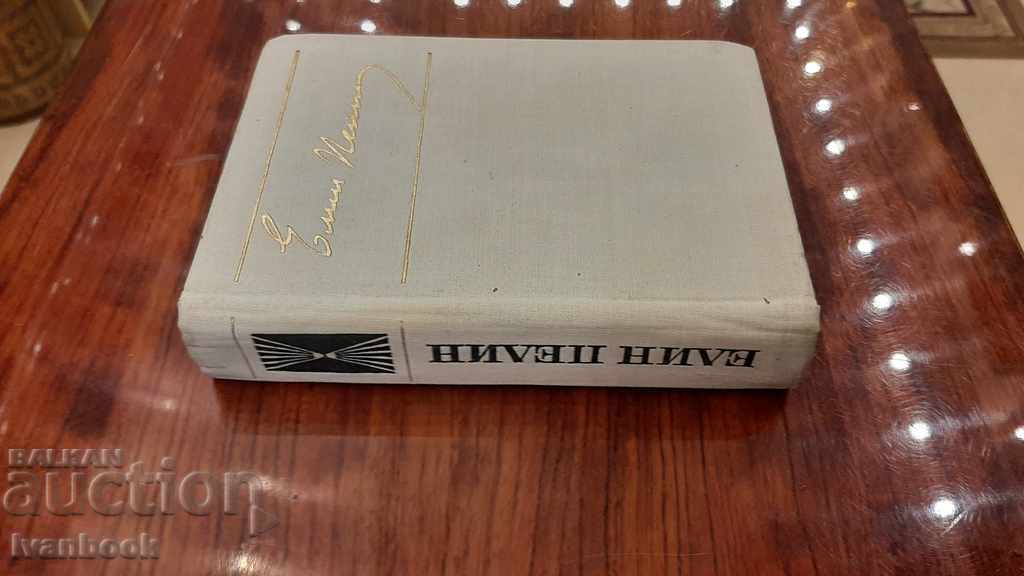 Елин Пелин
ЕЛИН ПЕЛИН
BALKAN
auction
Ivanbook